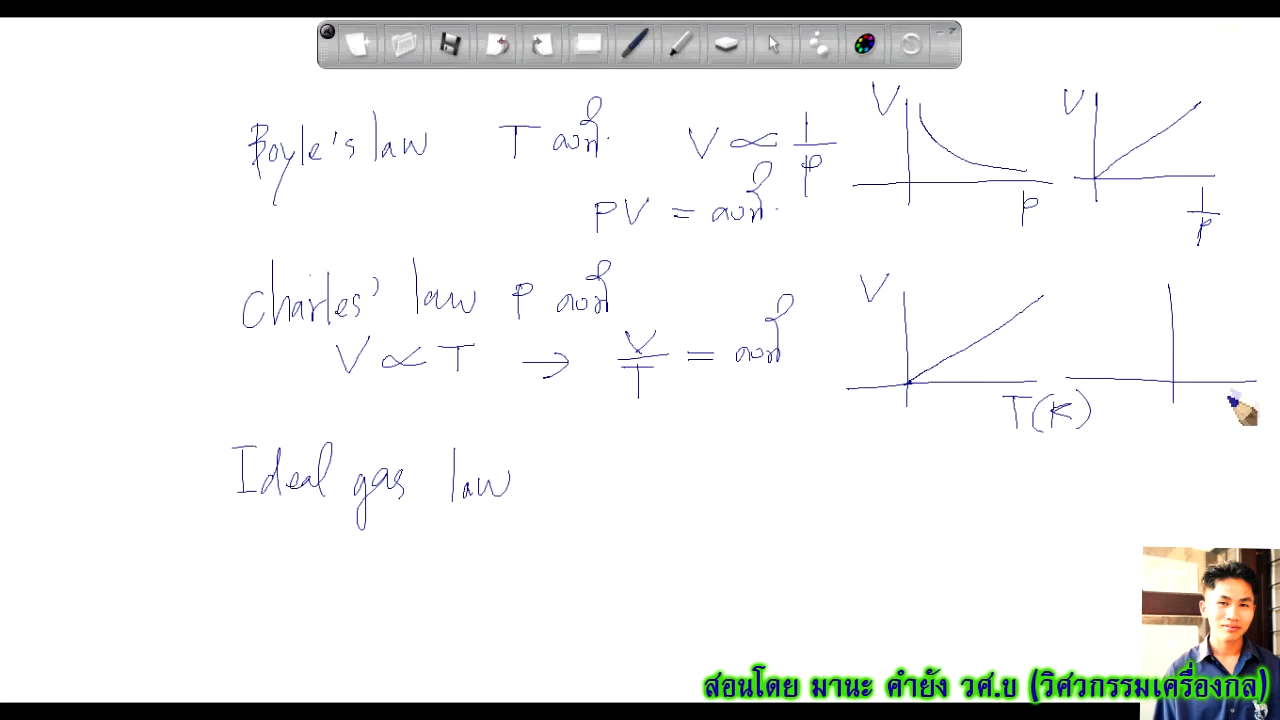 Boyle's law T คงที่ V ∝ 1/P
PV = คงที่
V
P
V
1/P
Charles' law P คงที่
V ∝ T → V/T = คงที่
V
T(K)
Ideal gas law
สอนโดย มานะ คำยัง วศ.บ (วิศวกรรมเครื่องกล)